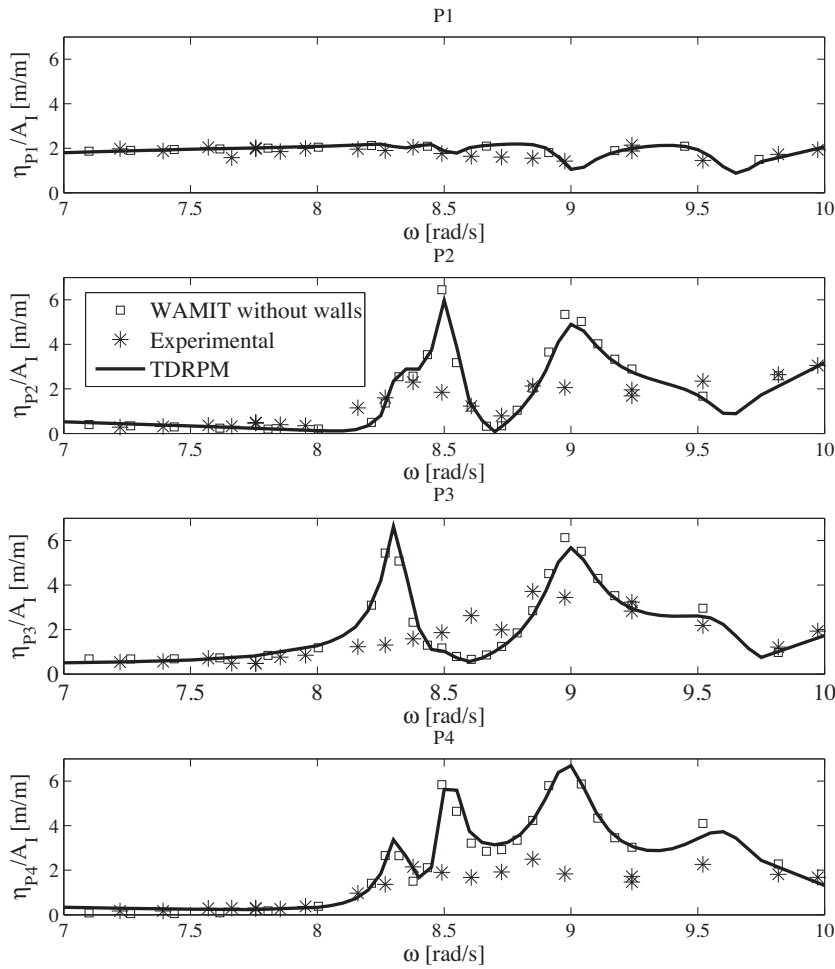 P1
η_P1/A_I [m/m]
6
4
2
0
7 7.5 8 8.5 9 9.5 10
ω [rad/s]
P2
η_P2/A_I [m/m]
6
4
2
0
WAMIT without walls
Experimental
TDRPM
7 7.5 8 8.5 9 9.5 10
ω [rad/s]
P3
η_P3/A_I [m/m]
6
4
2
0
7 7.5 8 8.5 9 9.5 10
ω [rad/s]
P4
η_P4/A_I [m/m]
6
4
2
0
7 7.5 8 8.5 9 9.5 10
ω [rad/s]